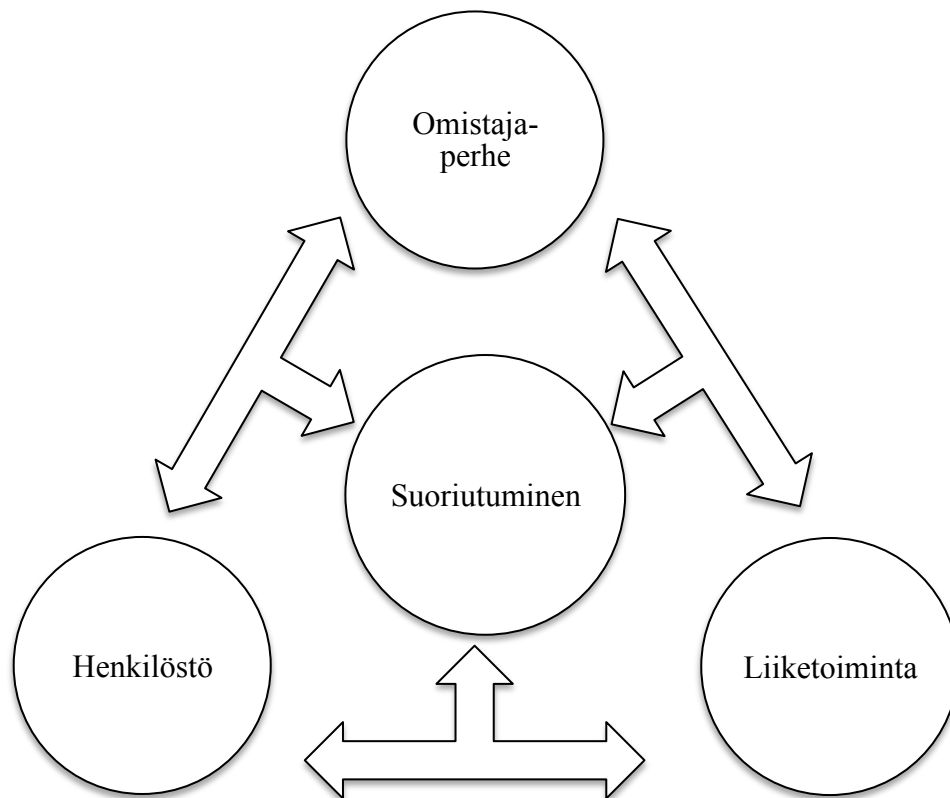 Omistaja-
perhe
Suoriutuminen
Henkilöstö
Liiketoiminta